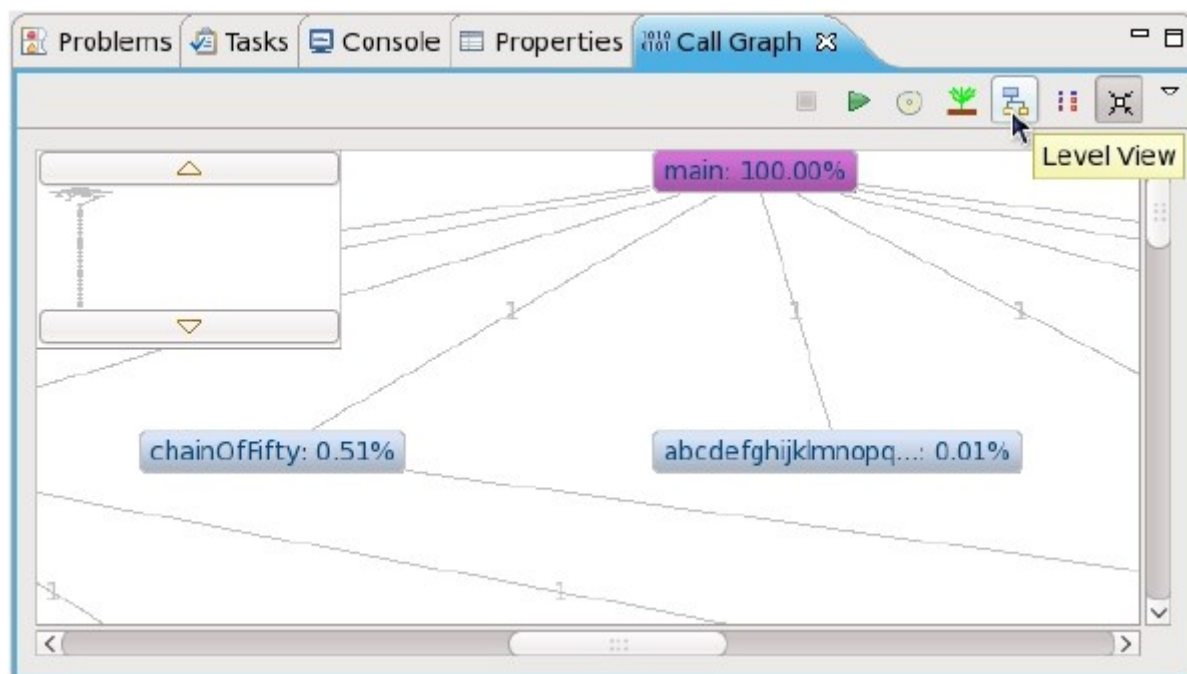 Problems Tasks Console Properties Call Graph
Level View
main: 100.00%
1 1 1
chainOfFifty: 0.51% abcdefghijklmnopq...: 0.01%
1 1